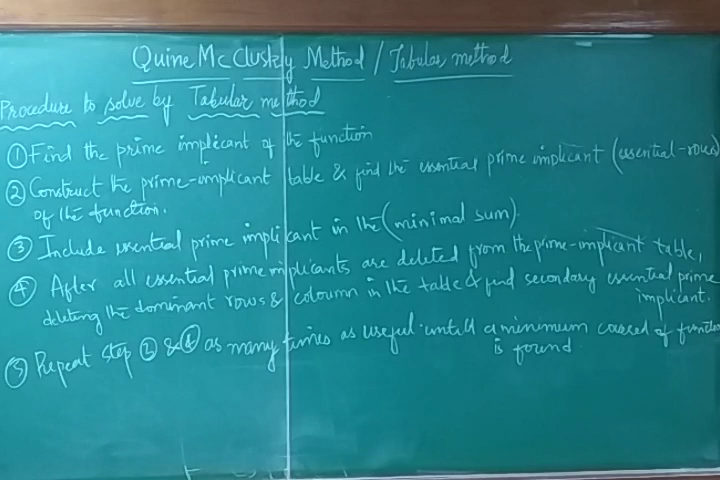 Quine McCluskey Method / Tabular method
Procedure to solve by Tabular method
① Find the prime implicant of the function
② Construct the prime-implicant table & find the essential prime implicant (essential-rows)
of the function.
③ Include essential prime implicant in the (minimal sum).
④ After all essential prime implicants are deleted from the prime-implicant table,
deleting the dominant rows & coloumn in the table & find secondary essential prime
implicant.
⑤ Repeat step ② & ④ as many times as useful untill a minimum of function
is found.